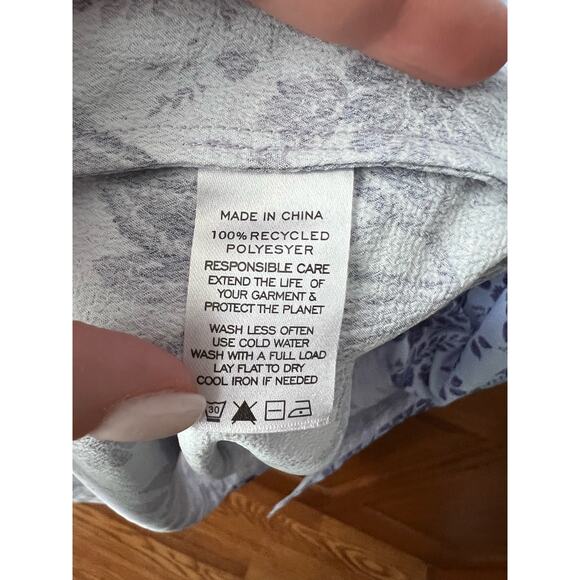 MADE IN CHINA
100% RECYCLED
POLYESYER
RESPONSIBLE CARE
EXTEND THE LIFE OF
YOUR GARMENT &
PROTECT THE PLANET
WASH LESS OFTEN
USE COLD WATER
WASH WITH A FULL LOAD
LAY FLAT TO DRY
COOL IRON IF NEEDED
30